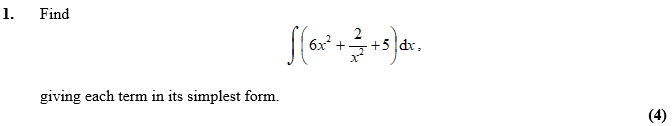 1. Find
∫(6x² + 2/x² + 5)dx,
giving each term in its simplest form.
(4)